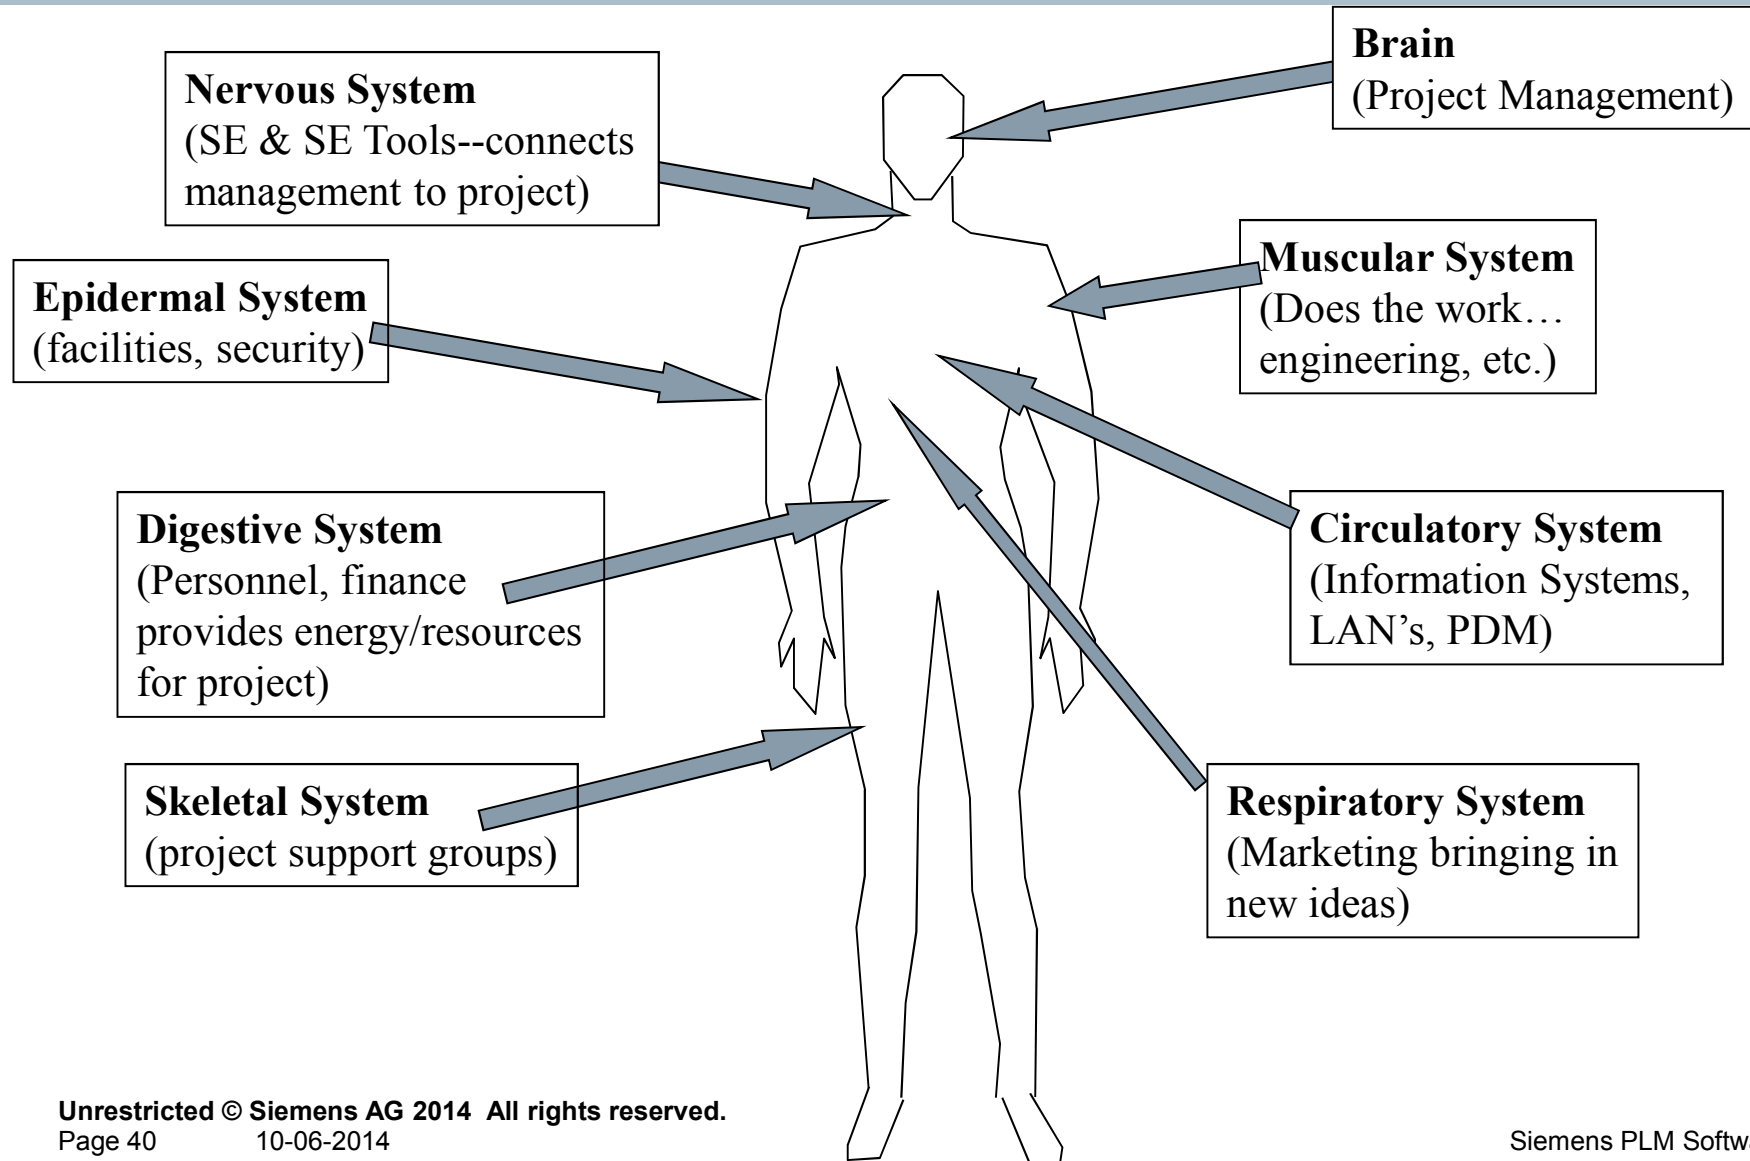 Brain
(Project Management)
Nervous System
(SE & SE Tools--connects
management to project)
Muscular System
(Does the work…
engineering, etc.)
Epidermal System
(facilities, security)
Digestive System
(Personnel, finance
provides energy/resources
for project)
Circulatory System
(Information Systems,
LAN’s, PDM)
Skeletal System
(project support groups)
Respiratory System
(Marketing bringing in
new ideas)
Unrestricted © Siemens AG 2014 All rights reserved.
Page 40 10-06-2014
Siemens PLM Softwa